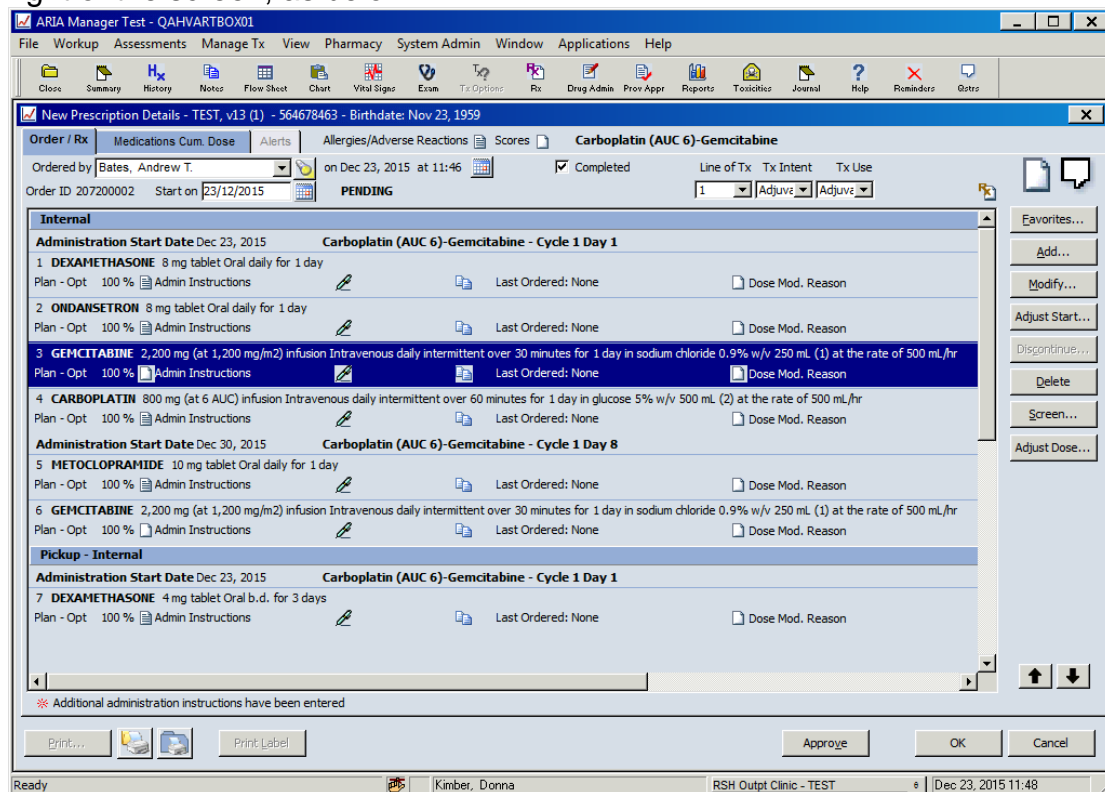 ARIA Manager Test - QAHVARTBOX01
File Workup Assessments Manage Tx View Pharmacy System Admin Window Applications Help
Hx Tx? Rx ?
Close Summary History Notes Flow Sheet Chart Vital Signs Exam Tx Options Rx Drug Admin Prov Appr Reports Toxicities Journal Help Reminders Qstrs
New Prescription Details - TEST, v13 (1) - 564678463 - Birthdate: Nov 23, 1959
Order / Rx Medications Cum. Dose Alerts Allergies/Adverse Reactions Scores Carboplatin (AUC 6)-Gemcitabine
Ordered by Bates, Andrew T. on Dec 23, 2015 at 11:46 Completed Line of Tx Tx Intent Tx Use
Order ID 207200002 Start on 23/12/2015 PENDING 1 Adjuva Adjuva
Internal
Administration Start Date Dec 23, 2015 Carboplatin (AUC 6)-Gemcitabine - Cycle 1 Day 1
1 DEXAMETHASONE 8 mg tablet Oral daily for 1 day
Plan - Opt 100 % Admin Instructions Last Ordered: None Dose Mod. Reason
2 ONDANSETRON 8 mg tablet Oral daily for 1 day
Plan - Opt 100 % Admin Instructions Last Ordered: None Dose Mod. Reason
3 GEMCITABINE 2,200 mg (at 1,200 mg/m2) infusion Intravenous daily intermittent over 30 minutes for 1 day in sodium chloride 0.9% w/v 250 mL (1) at the rate of 500 mL/hr
Plan - Opt 100 % Admin Instructions Last Ordered: None Dose Mod. Reason
4 CARBOPLATIN 800 mg (at 6 AUC) infusion Intravenous daily intermittent over 60 minutes for 1 day in glucose 5% w/v 500 mL (2) at the rate of 500 mL/hr
Plan - Opt 100 % Admin Instructions Last Ordered: None Dose Mod. Reason
Administration Start Date Dec 30, 2015 Carboplatin (AUC 6)-Gemcitabine - Cycle 1 Day 8
5 METOCLOPRAMIDE 10 mg tablet Oral daily for 1 day
Plan - Opt 100 % Admin Instructions Last Ordered: None Dose Mod. Reason
6 GEMCITABINE 2,200 mg (at 1,200 mg/m2) infusion Intravenous daily intermittent over 30 minutes for 1 day in sodium chloride 0.9% w/v 250 mL (1) at the rate of 500 mL/hr
Plan - Opt 100 % Admin Instructions Last Ordered: None Dose Mod. Reason
Pickup - Internal
Administration Start Date Dec 23, 2015 Carboplatin (AUC 6)-Gemcitabine - Cycle 1 Day 1
7 DEXAMETHASONE 4 mg tablet Oral b.d. for 3 days
Plan - Opt 100 % Admin Instructions Last Ordered: None Dose Mod. Reason
Favorites...
Add...
Modify...
Adjust Start...
Discontinue...
Delete
Screen...
Adjust Dose...
Additional administration instructions have been entered
Print... Print Label Approve OK Cancel
Ready Kimber, Donna RSH Outpt Clinic - TEST Dec 23, 2015 11:48